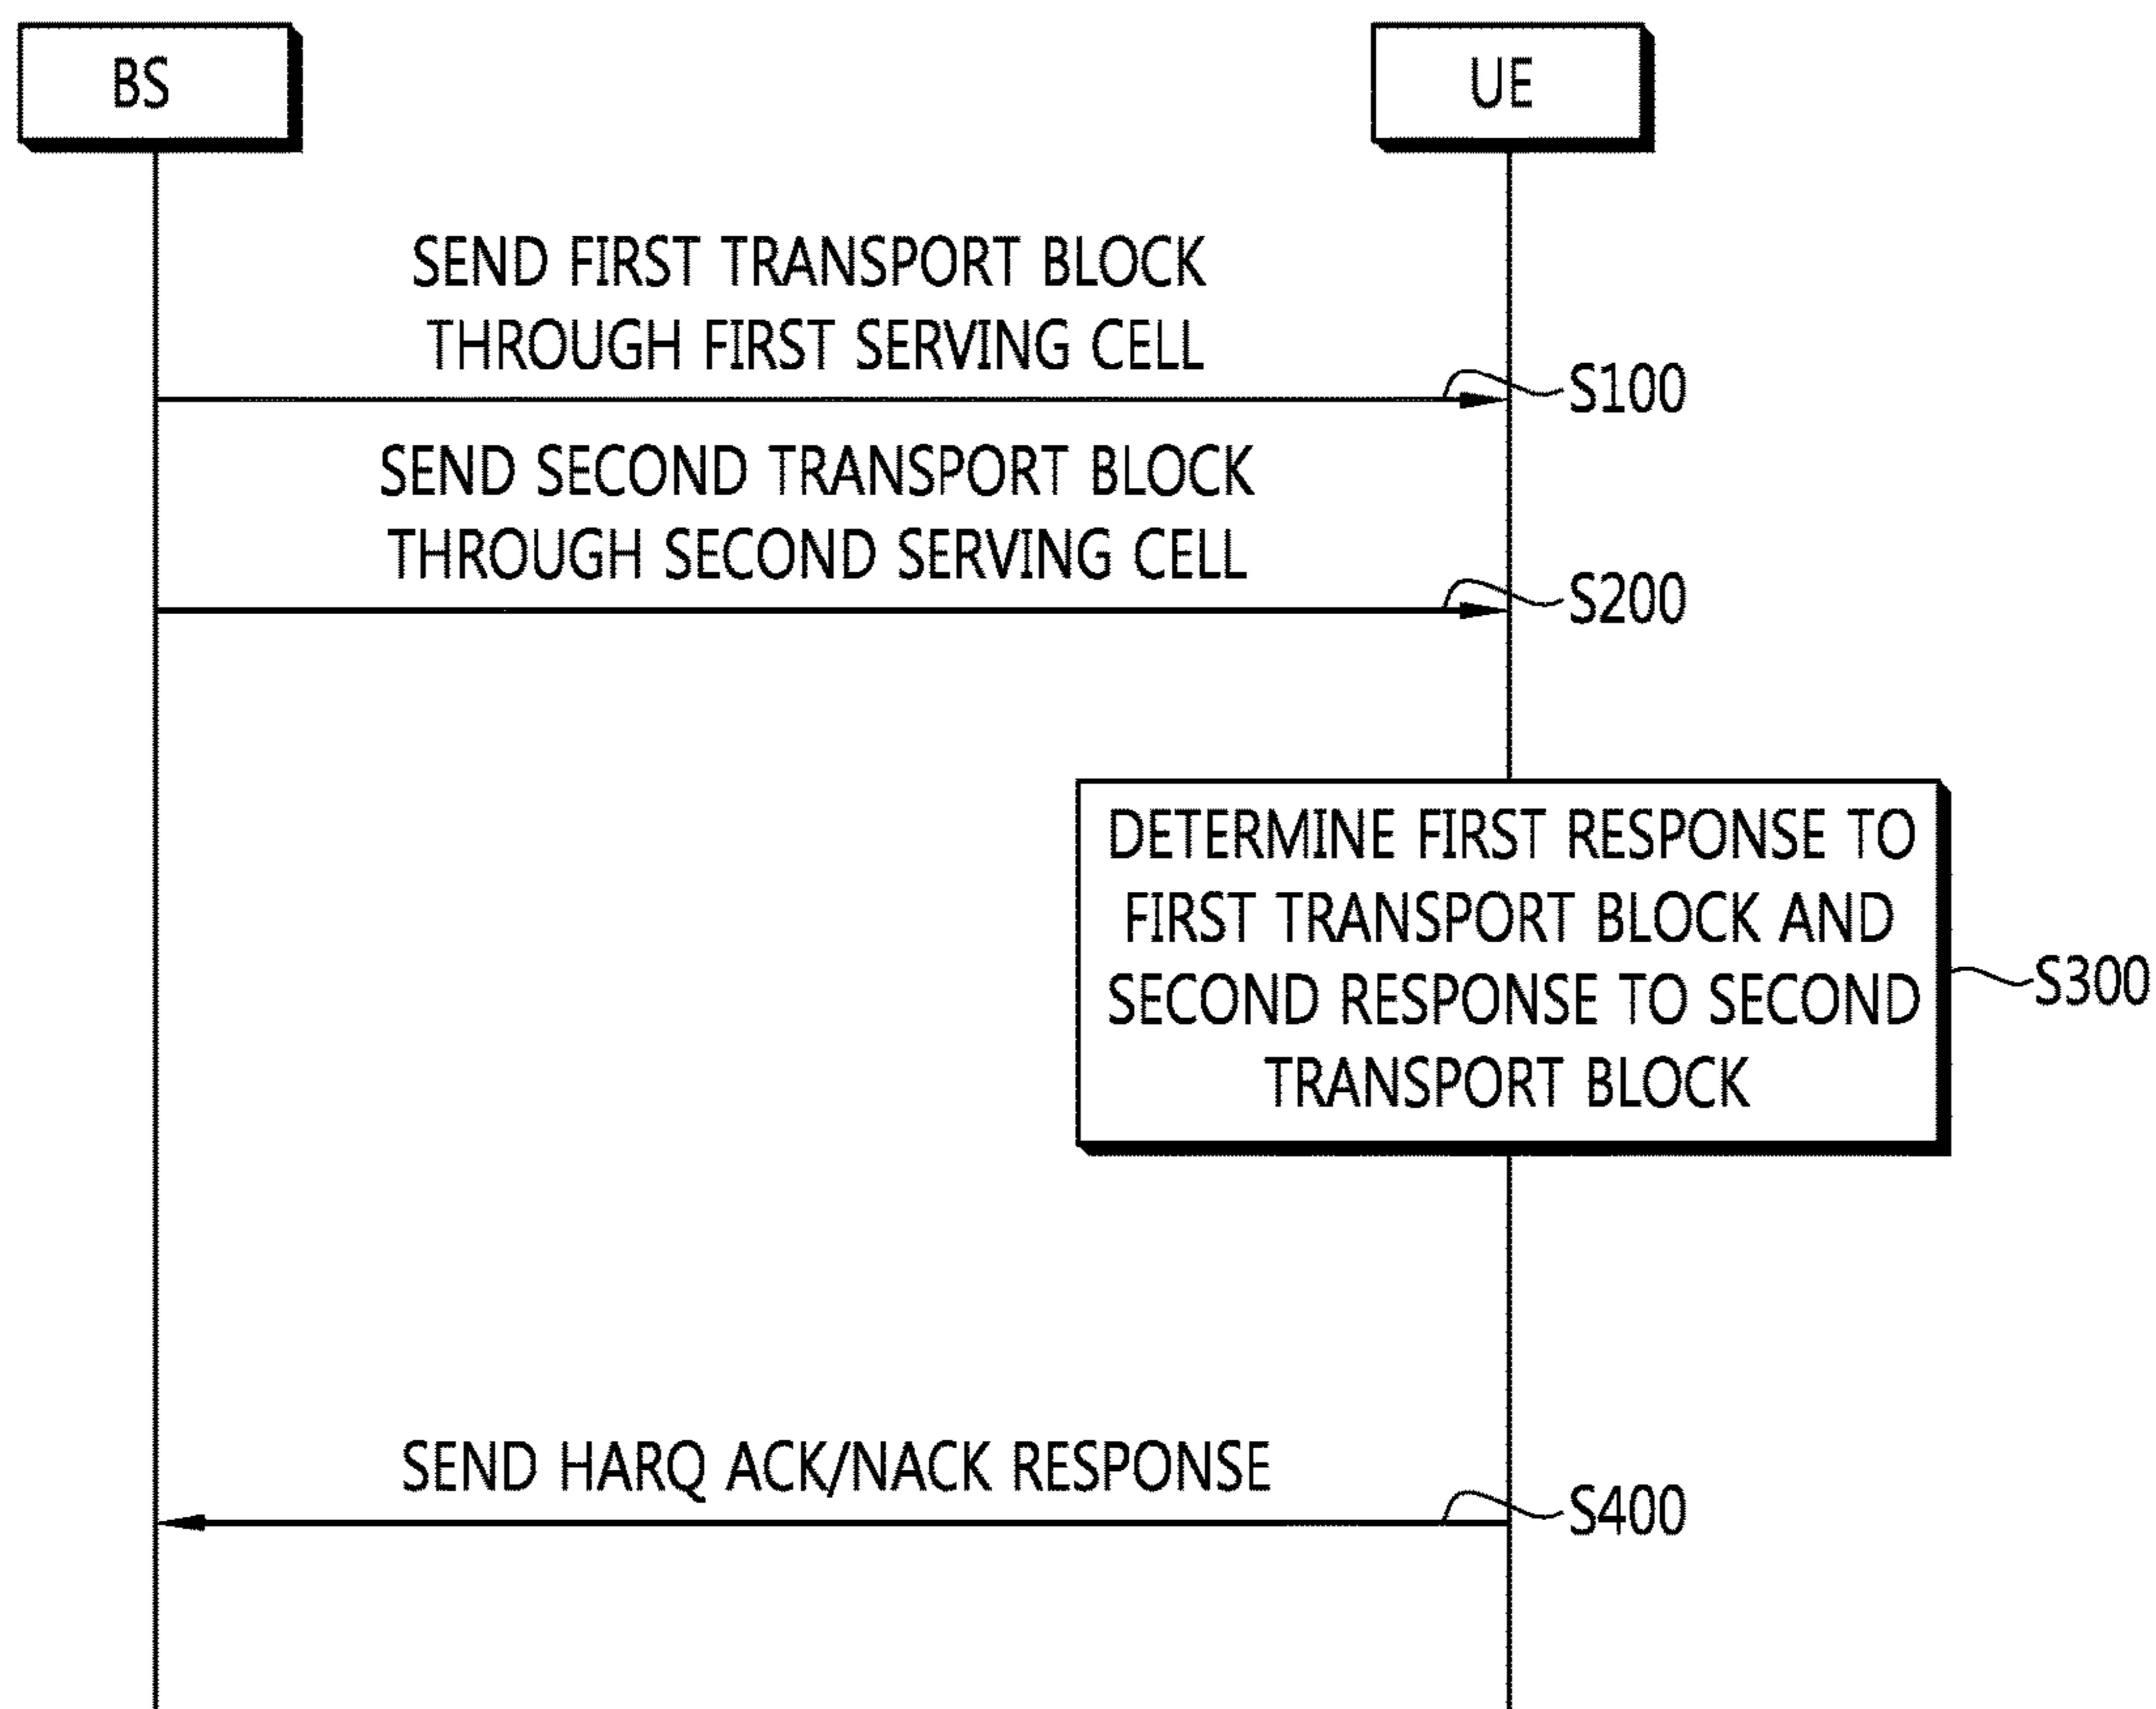 BS
UE
SEND FIRST TRANSPORT BLOCK
THROUGH FIRST SERVING CELL
S100
SEND SECOND TRANSPORT BLOCK
THROUGH SECOND SERVING CELL
S200
DETERMINE FIRST RESPONSE TO
FIRST TRANSPORT BLOCK AND
SECOND RESPONSE TO SECOND
TRANSPORT BLOCK
S300
SEND HARQ ACK/NACK RESPONSE
S400